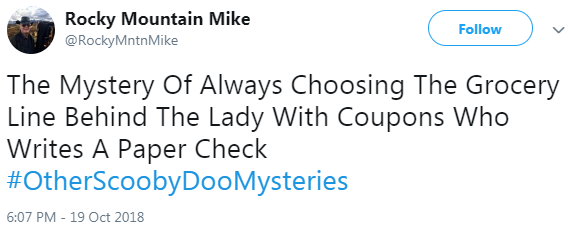 Rocky Mountain Mike
@RockyMntnMike
Follow
The Mystery Of Always Choosing The Grocery
Line Behind The Lady With Coupons Who
Writes A Paper Check
#OtherScoobyDooMysteries
6:07 PM - 19 Oct 2018